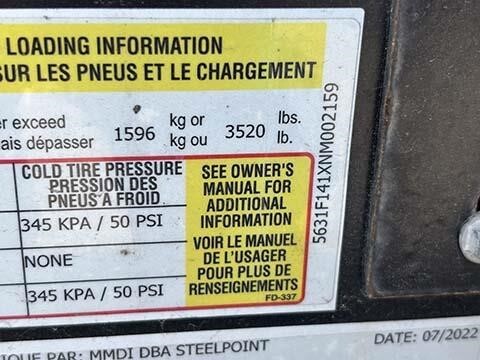 LOADING INFORMATION
SUR LES PNEUS ET LE CHARGEMENT
er exceed 1596 kg or 3520 lbs.
ais dépasser kg ou lb.
COLD TIRE PRESSURE
PRESSION DES
PNEUS A FROID
345 KPA / 50 PSI
NONE
345 KPA / 50 PSI
SEE OWNER'S
MANUAL FOR
ADDITIONAL
INFORMATION
VOIR LE MANUEL
DE L'USAGER
POUR PLUS DE
RENSEIGNEMENTS
FD-337
5631F141XNM002159
DATE: 07/2022
IQUE PAR: MMDI DBA STEELPOINT